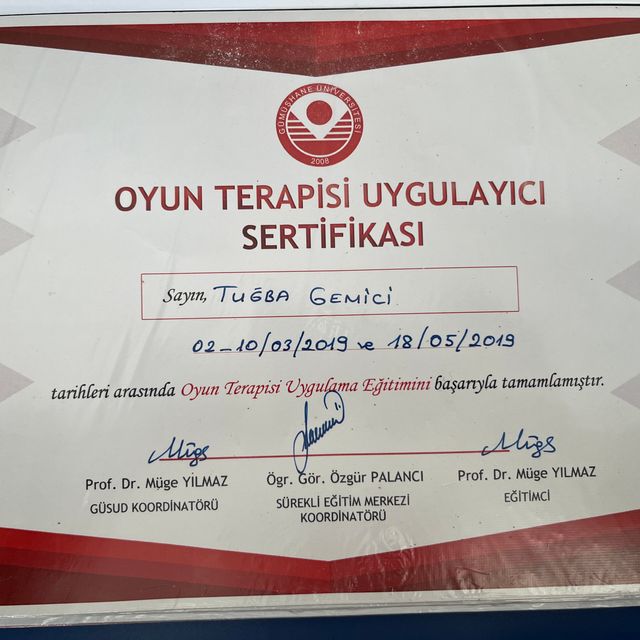 GÜMÜŞHANE ÜNİVERSİTESİ
2008
OYUN TERAPİSİ UYGULAYICI
SERTİFİKASI
Sayın, TUĞBA GEMİCİ
02-10/03/2019 ve 18/05/2019
tarihleri arasında Oyun Terapisi Uygulama Eğitimini başarıyla tamamlamıştır.
Prof. Dr. Müge YILMAZ Ögr. Gör. Özgür PALANCI Prof. Dr. Müge YILMAZ
GÜSUD KOORDİNATÖRÜ SÜREKLİ EĞİTİM MERKEZİ EĞİTİMCİ
KOORDİNATÖRÜ